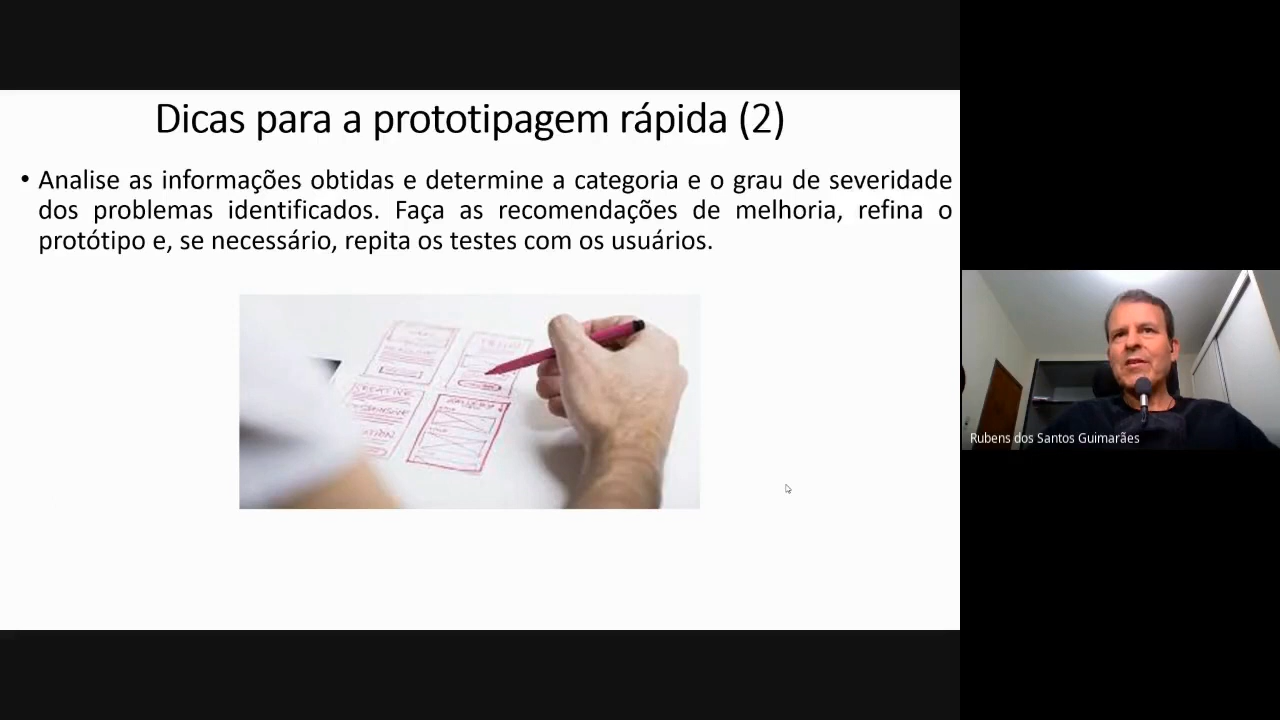 Dicas para a prototipagem rápida (2)
• Analise as informações obtidas e determine a categoria e o grau de severidade
dos problemas identificados. Faça as recomendações de melhoria, refina o
protótipo e, se necessário, repita os testes com os usuários.
Rubens dos Santos Guimarães